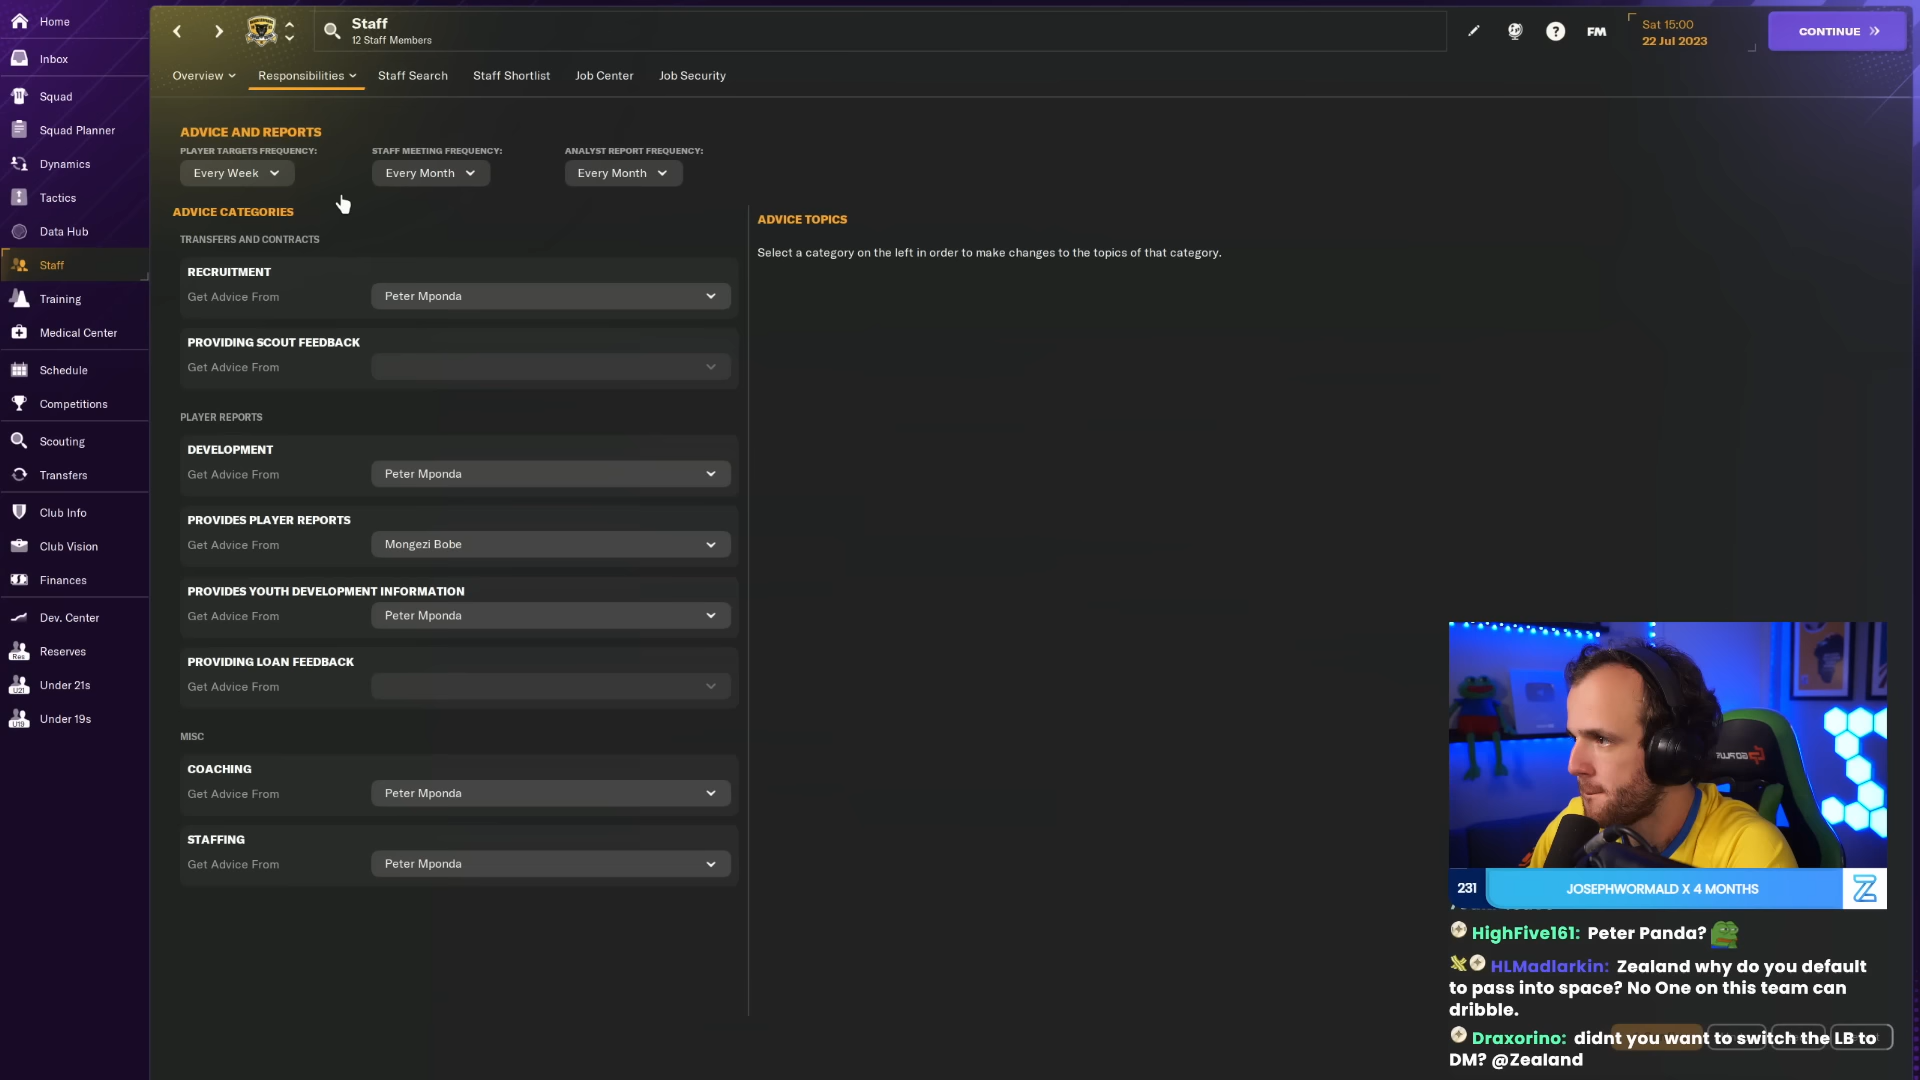 Home
Inbox
Squad
Squad Planner
Dynamics
Tactics
Data Hub
Staff
Training
Medical Center
Schedule
Competitions
Scouting
Transfers
Club Info
Club Vision
Finances
Dev. Center
Reserves
Under 21s
Under 19s
Staff
12 Staff Members
FM
Sat 15:00
22 Jul 2023
CONTINUE
Overview
Responsibilities
Staff Search
Staff Shortlist
Job Center
Job Security
ADVICE AND REPORTS
PLAYER TARGETS FREQUENCY:
Every Week
STAFF MEETING FREQUENCY:
Every Month
ANALYST REPORT FREQUENCY:
Every Month
ADVICE CATEGORIES
TRANSFERS AND CONTRACTS
RECRUITMENT
Get Advice From
Peter Mponda
PROVIDING SCOUT FEEDBACK
Get Advice From
PLAYER REPORTS
DEVELOPMENT
Get Advice From
Peter Mponda
PROVIDES PLAYER REPORTS
Get Advice From
Mongezi Bobe
PROVIDES YOUTH DEVELOPMENT INFORMATION
Get Advice From
Peter Mponda
PROVIDING LOAN FEEDBACK
Get Advice From
MISC
COACHING
Get Advice From
Peter Mponda
STAFFING
Get Advice From
Peter Mponda
ADVICE TOPICS
Select a category on the left in order to make changes to the topics of that category.
231
JOSEPHWORMALD X 4 MONTHS
HighFive161: Peter Panda?
HLMadlarkin: Zealand why do you default
to pass into space? No One on this team can
dribble.
Draxorino: didnt you want to switch the LB to
DM? @Zealand